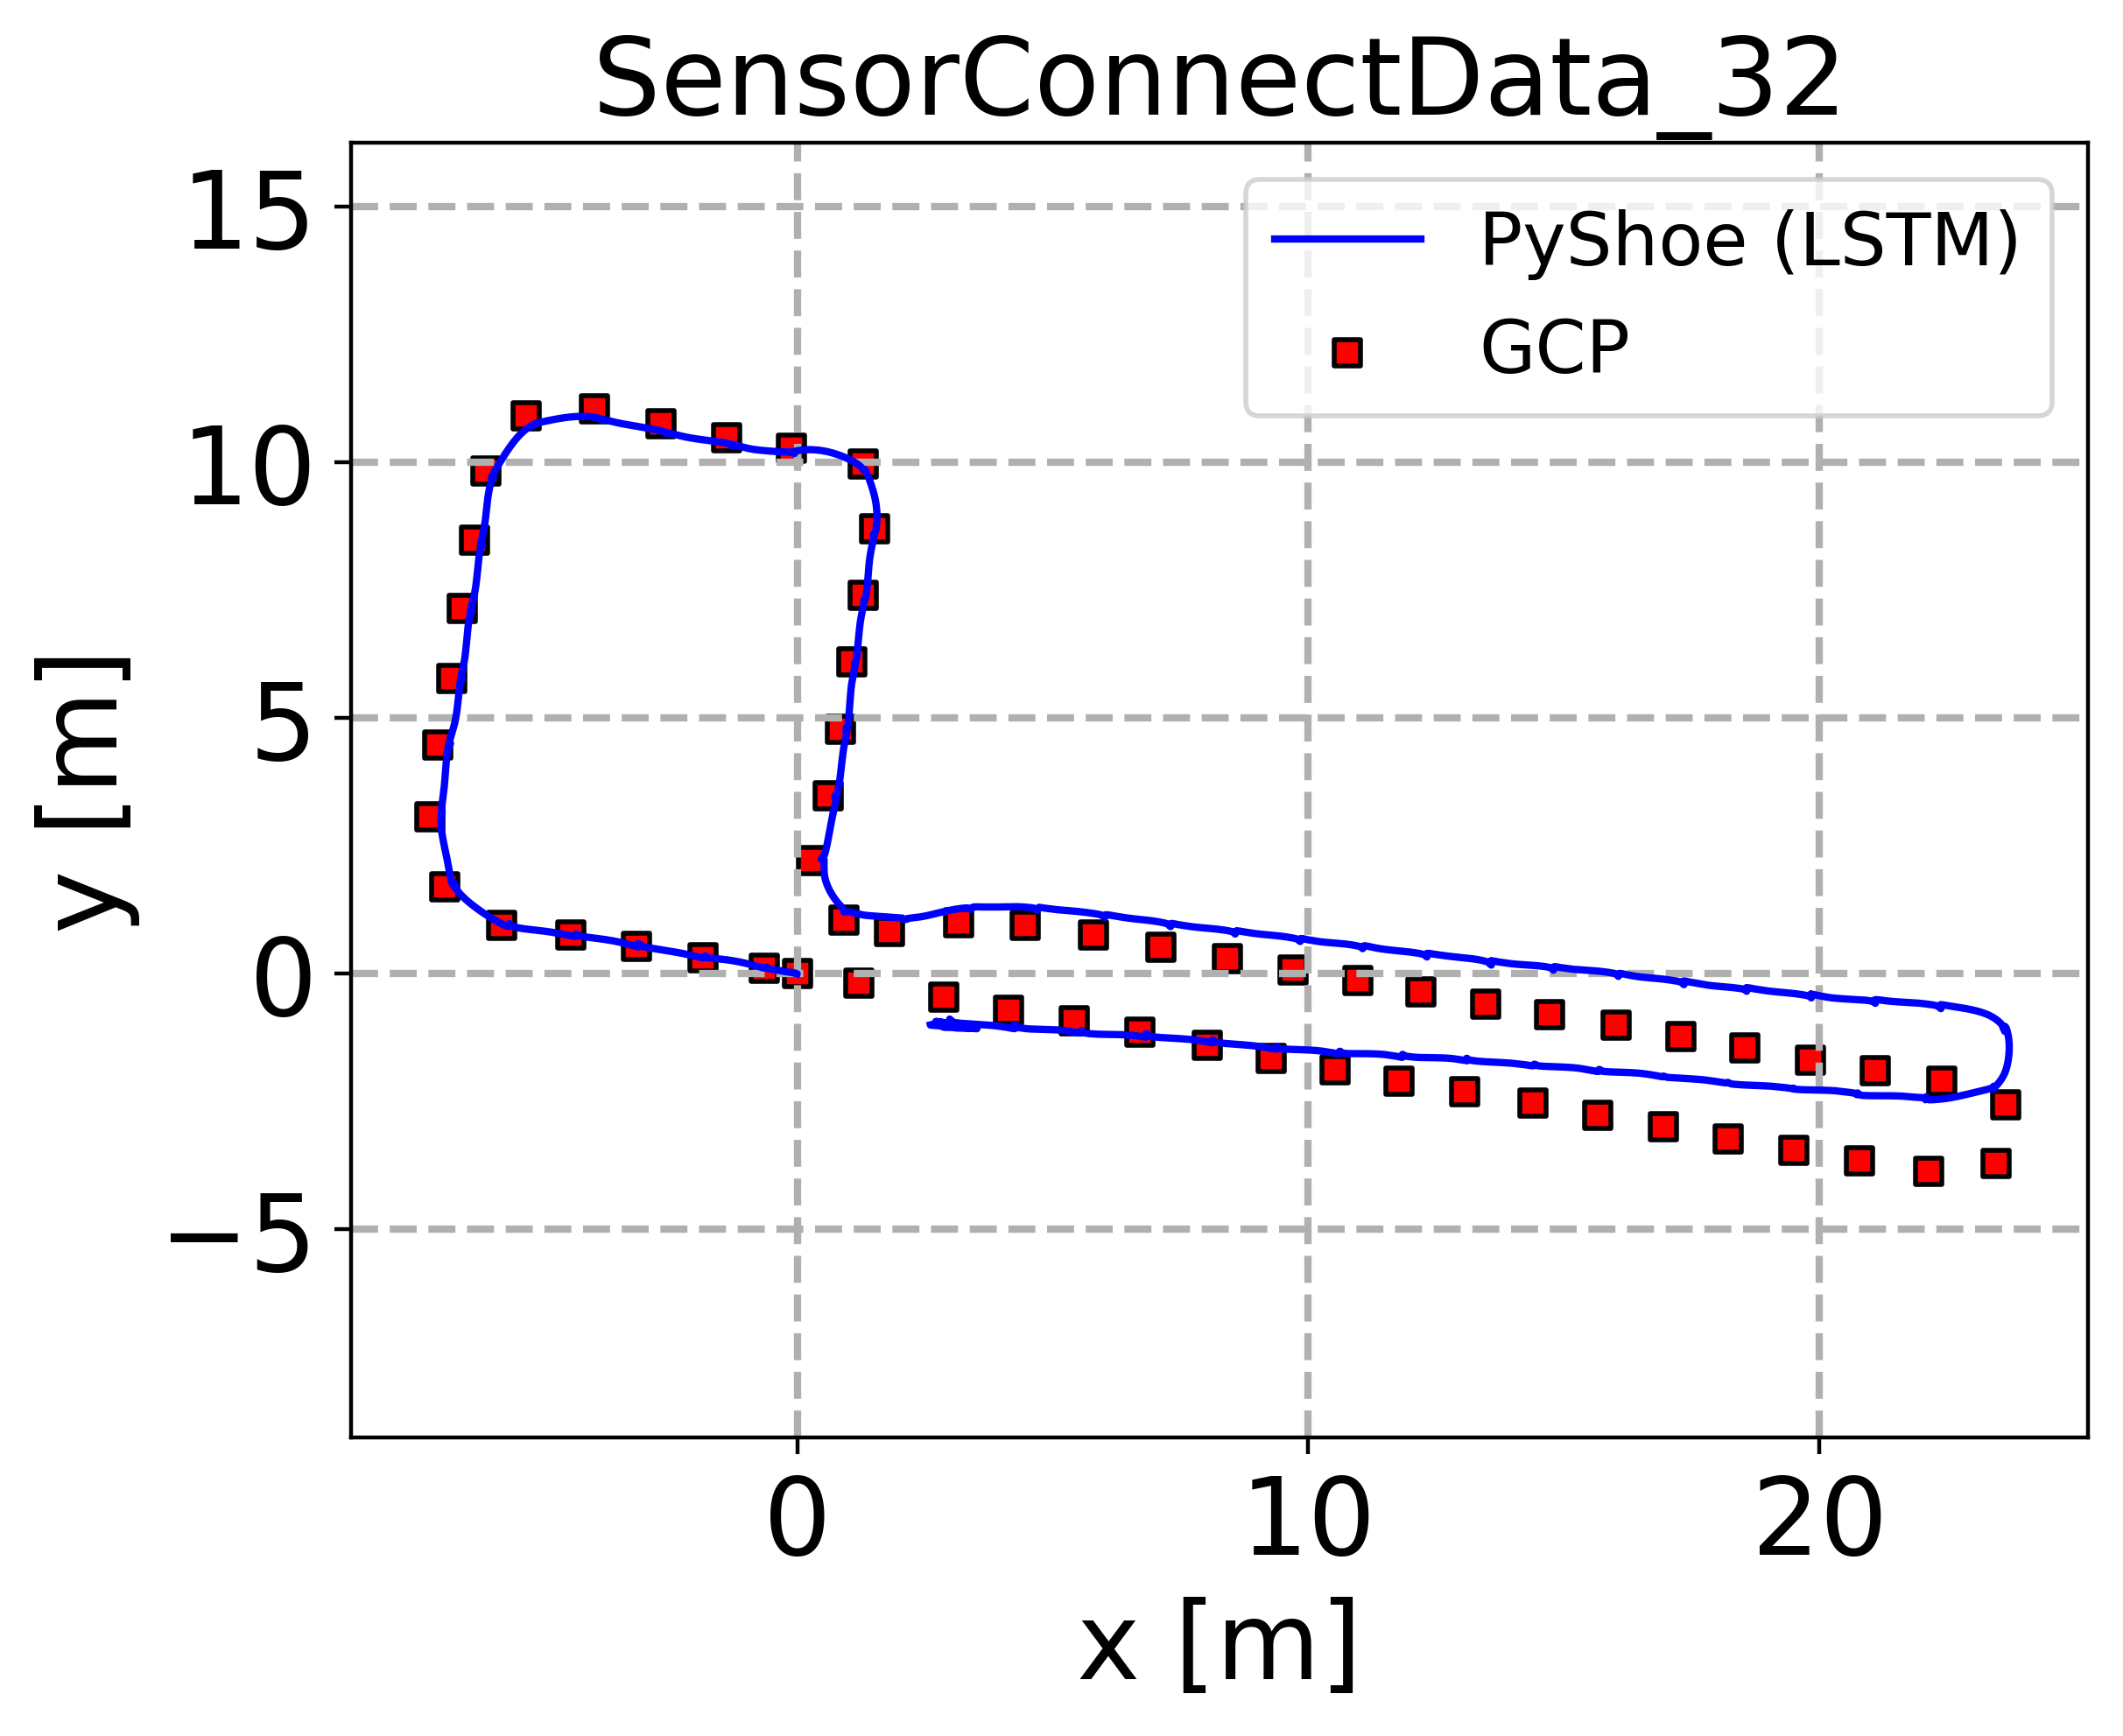 SensorConnectData_32
PyShoe (LSTM)
GCP
15
10
5
0
−5
y [m]
0 10 20
x [m]